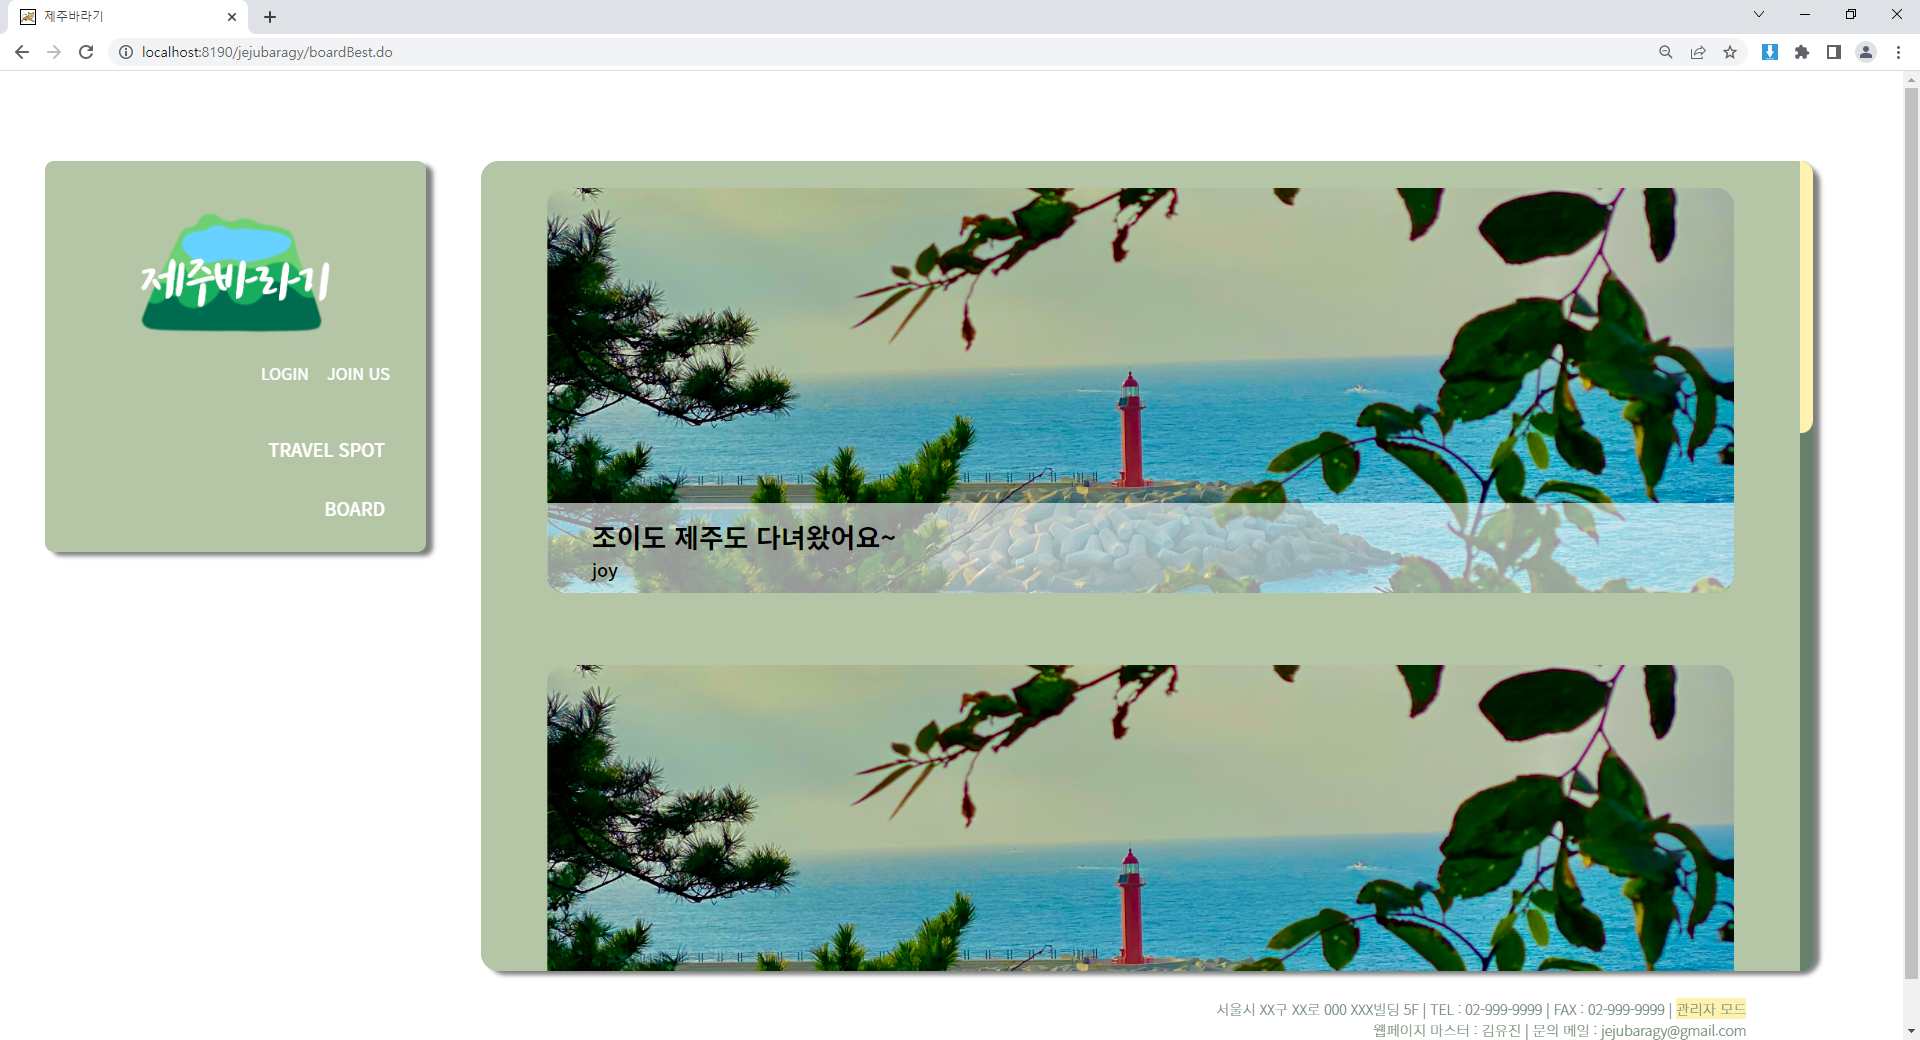 제주바라기
localhost:8190/jejubaragy/boardBest.do
제주바라기
LOGIN JOIN US
TRAVEL SPOT
BOARD
조이도 제주도 다녀왔어요~
joy
서울시 XX구 XX로 000 XXX빌딩 5F | TEL : 02-999-9999 | FAX : 02-999-9999 | 관리자 모드
웹페이지 마스터 : 김유진 | 문의 메일 : jejubaragy@gmail.com